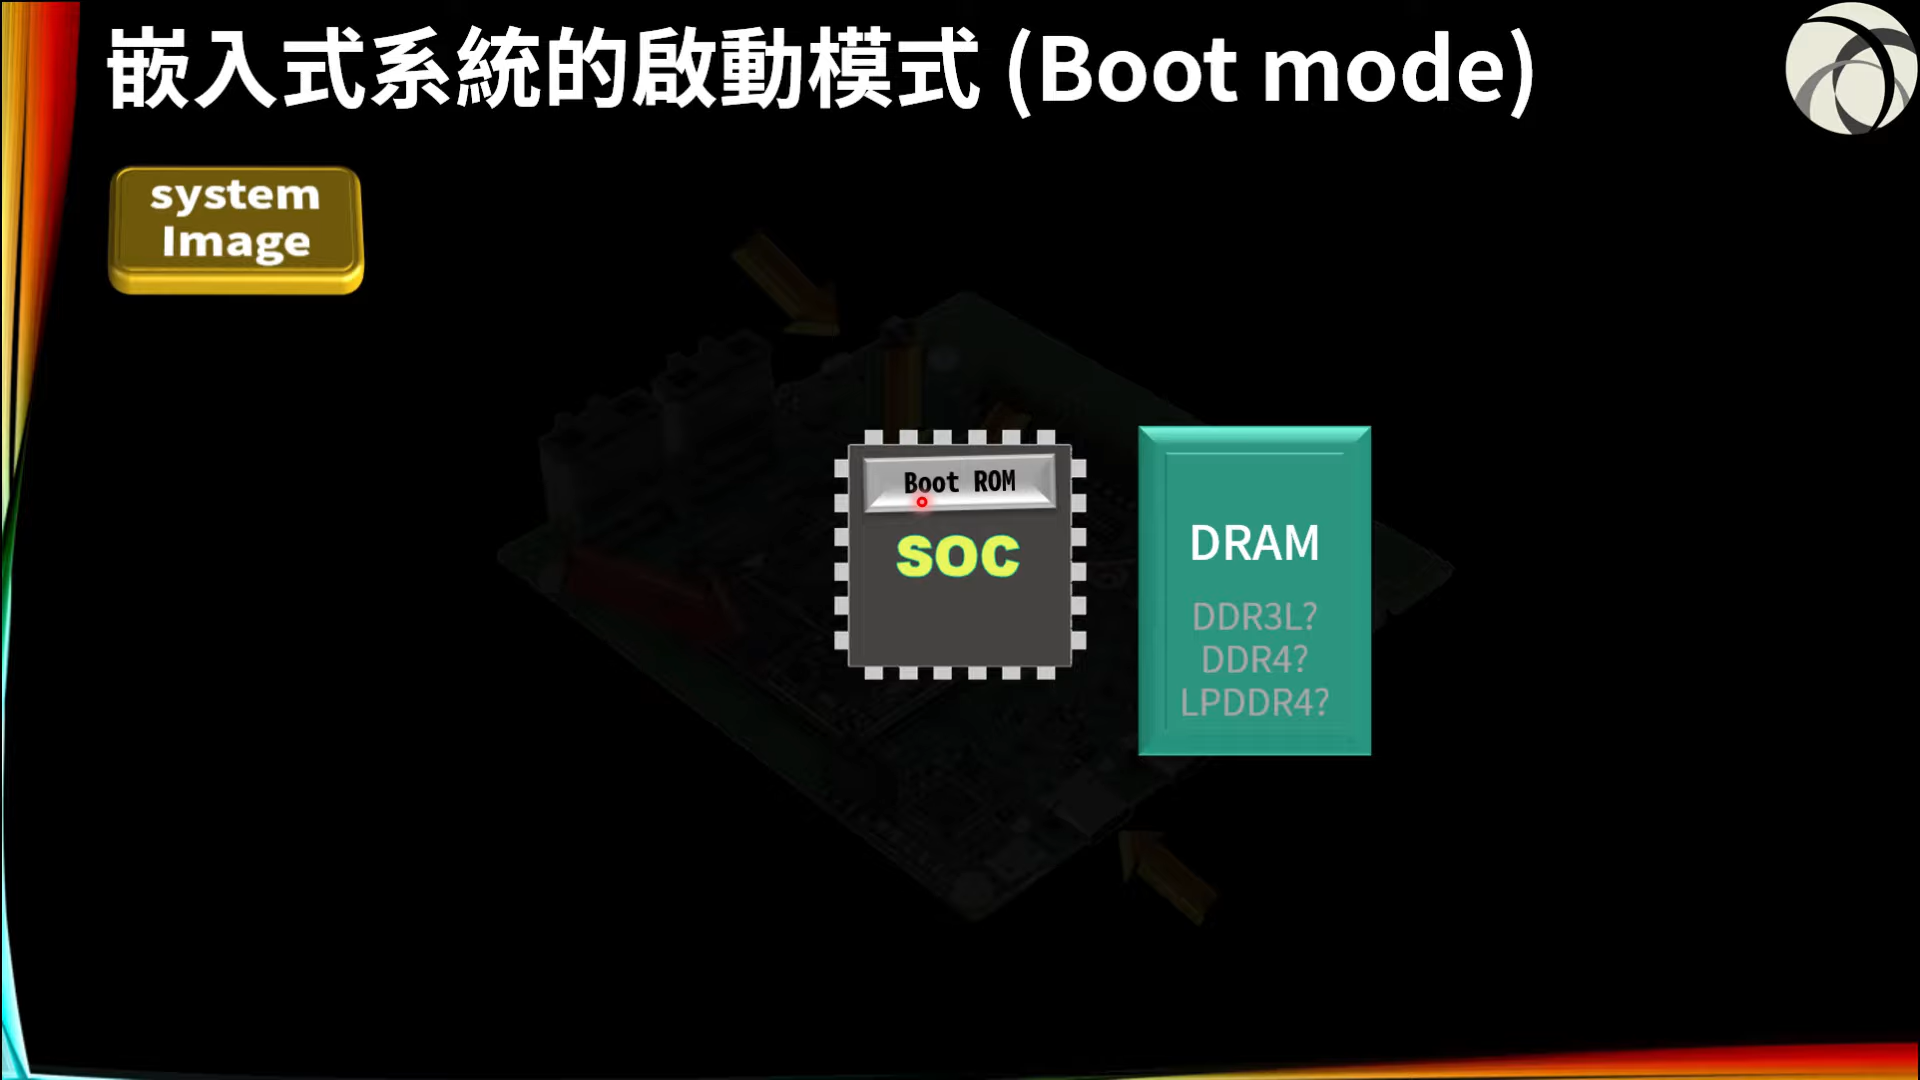 嵌入式系統的啟動模式 (Boot mode)
system
Image
Boot ROM
SOC
DRAM
DDR3L?
DDR4?
LPDDR4?